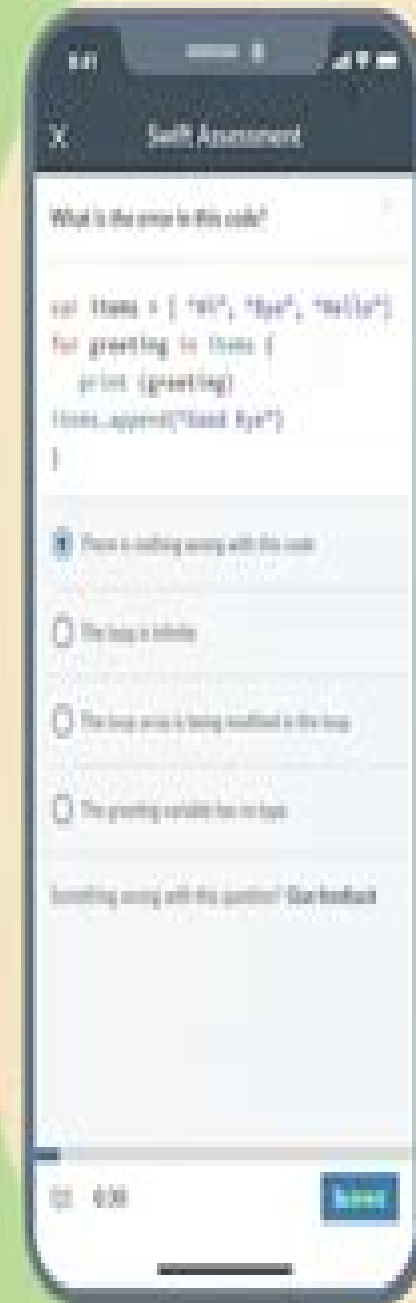 9:41
X Swift Assessment
What is the error in this code?
var items = [ "Hi", "Bye", "Hello"]
for greeting in items {
print (greeting)
items.append("Good Bye")
}
There is nothing wrong with this code
The loop is infinite
The loop array is being modified in the loop
The greeting variable has no type
Something wrong with this question? Give feedback